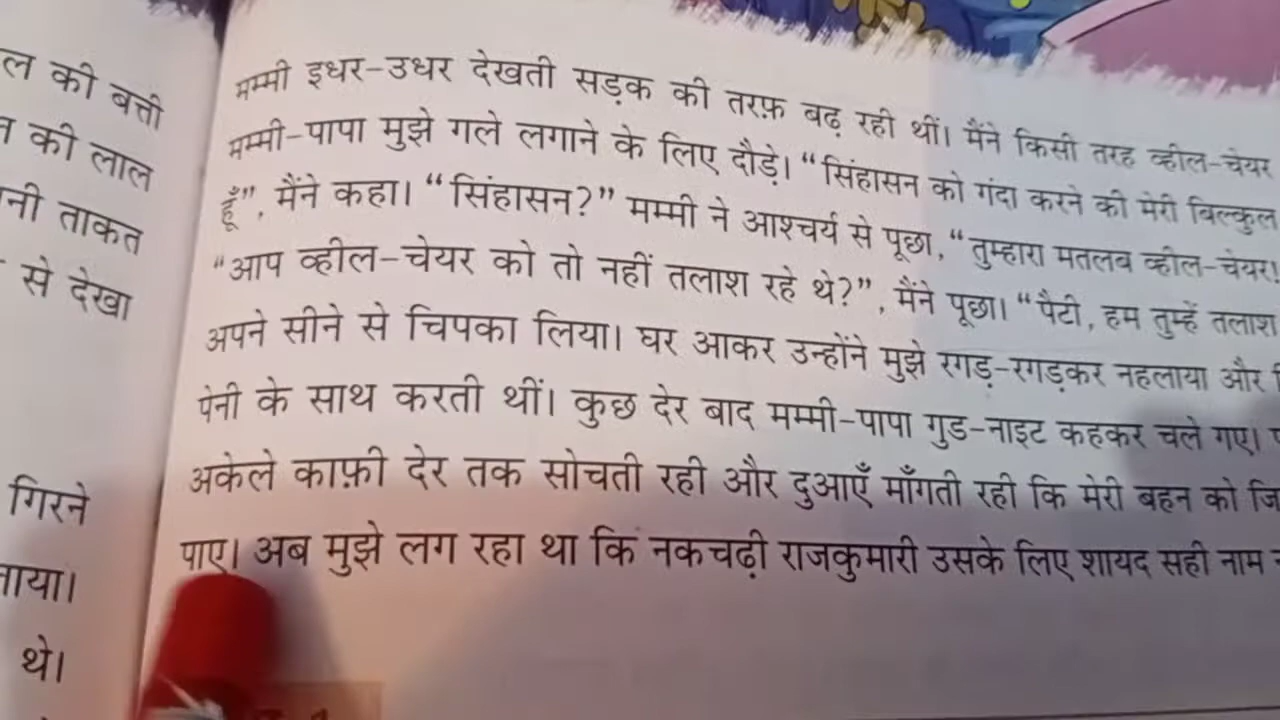 ल की बत्ती
की लाल
नी ताकत
से देखा
गिरने
ताया।
थे।
मम्मी इधर-उधर देखती सड़क की तरफ़ बढ़ रही थीं। मैंने किसी तरह व्हील-चेयर
मम्मी-पापा मुझे गले लगाने के लिए दौड़े। “सिंहासन को गंदा करने की मेरी बिल्कुल
हूँ”, मैंने कहा। “सिंहासन?” मम्मी ने आश्चर्य से पूछा, “तुम्हारा मतलब व्हील-चेयर!
“आप व्हील-चेयर को तो नहीं तलाश रहे थे?”, मैंने पूछा। “पैटी, हम तुम्हें तलाश
अपने सीने से चिपका लिया। घर आकर उन्होंने मुझे रगड़-रगड़कर नहलाया और
पेनी के साथ करती थीं। कुछ देर बाद मम्मी-पापा गुड-नाइट कहकर चले गए।
अकेले काफ़ी देर तक सोचती रही और दुआएँ माँगती रही कि मेरी बहन को जि
पाए। अब मुझे लग रहा था कि नकचढ़ी राजकुमारी उसके लिए शायद सही नाम